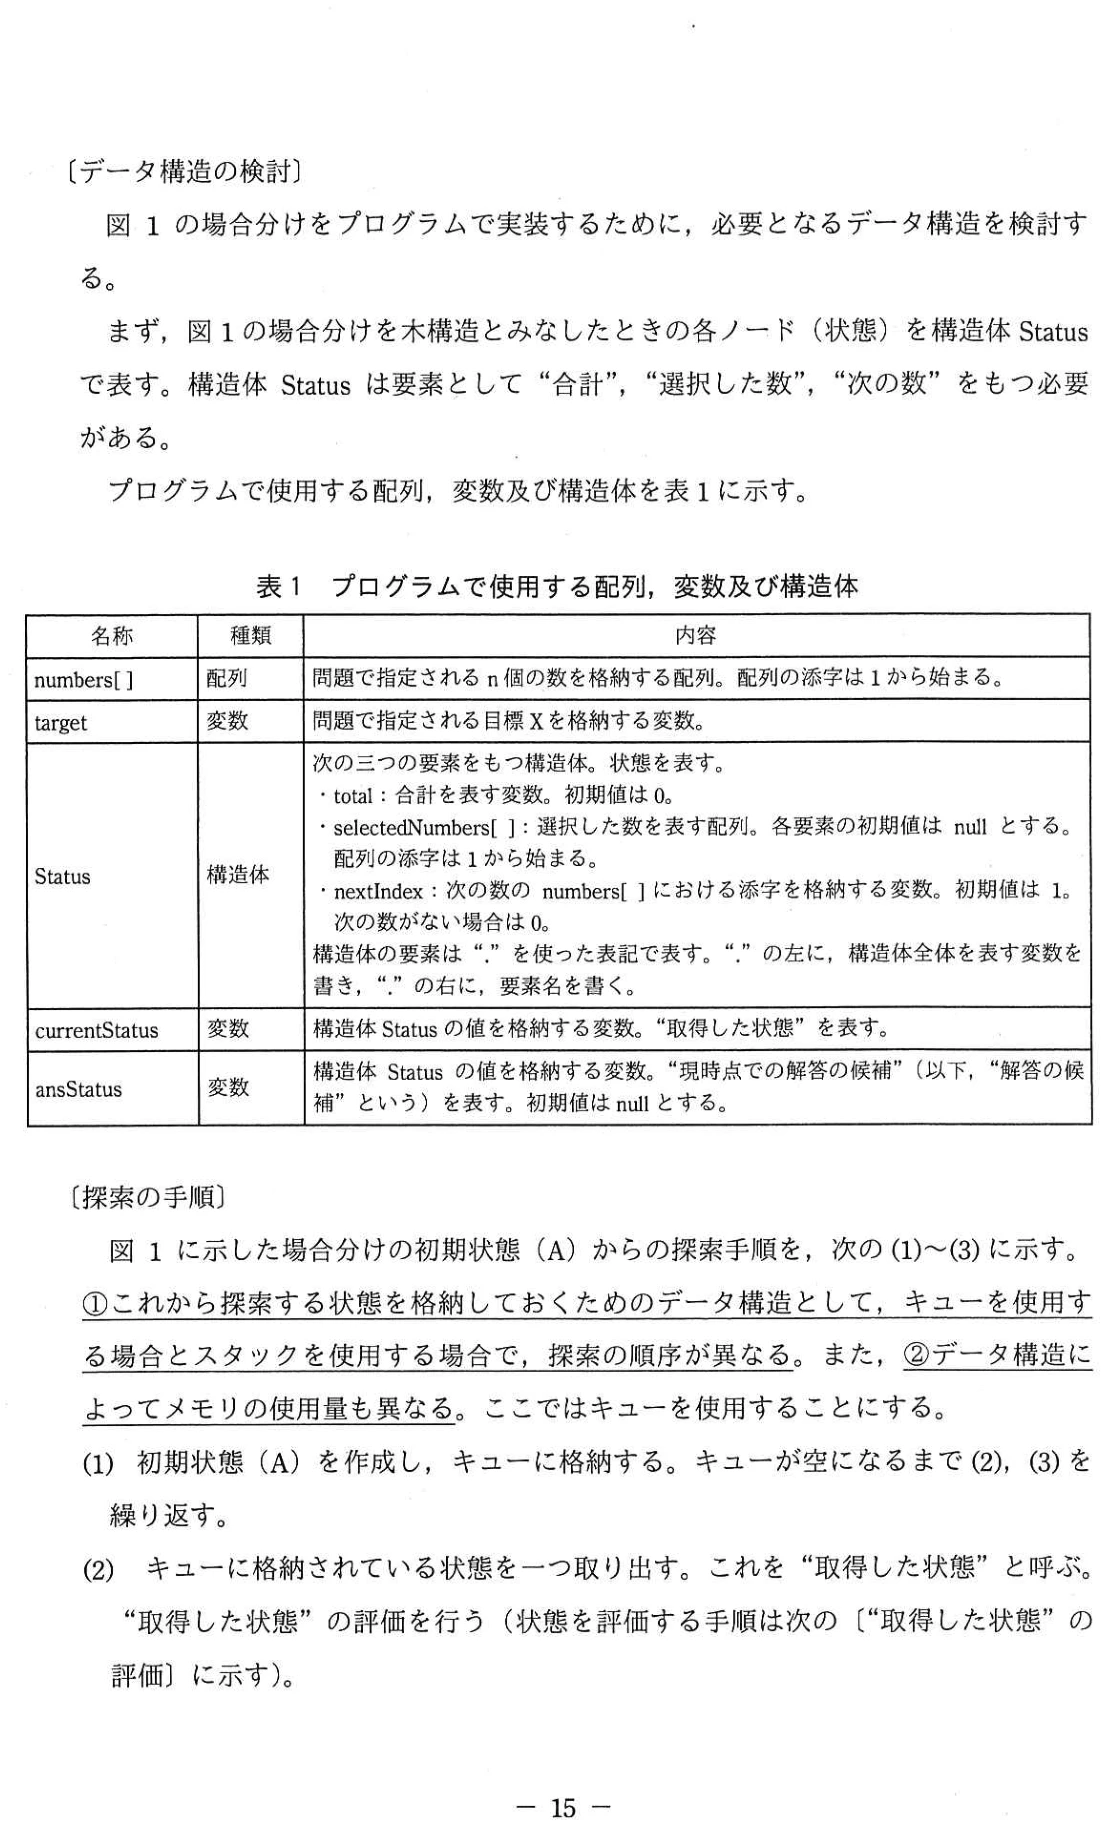 〔データ構造の検討〕
図 1 の場合分けをプログラムで実装するために，必要となるデータ構造を検討す
る。
まず，図 1 の場合分けを木構造とみなしたときの各ノード（状態）を構造体 Status
で表す。構造体 Status は要素として“合計”，“選択した数”，“次の数”をもつ必要
がある。
プログラムで使用する配列，変数及び構造体を表 1 に示す。
表 1　プログラムで使用する配列，変数及び構造体
名称 種類 内容
numbers[ ] 配列 問題で指定される n 個の数を格納する配列。配列の添字は 1 から始まる。
target 変数 問題で指定される目標 X を格納する変数。
Status 構造体 次の三つの要素をもつ構造体。状態を表す。
・total：合計を表す変数。初期値は 0。
・selectedNumbers[ ]：選択した数を表す配列。各要素の初期値は null とする。
配列の添字は 1 から始まる。
・nextIndex：次の数の numbers[ ] における添字を格納する変数。初期値は 1。
次の数がない場合は 0。
構造体の要素は“.”を使った表記で表す。“.”の左に，構造体全体を表す変数を
書き，“.”の右に，要素名を書く。
currentStatus 変数 構造体 Status の値を格納する変数。“取得した状態”を表す。
ansStatus 変数 構造体 Status の値を格納する変数。“現時点での解答の候補”（以下，“解答の候
補”という）を表す。初期値は null とする。
〔探索の手順〕
図 1 に示した場合分けの初期状態（A）からの探索手順を，次の (1)～(3) に示す。
①これから探索する状態を格納しておくためのデータ構造として，キューを使用す
る場合とスタックを使用する場合で，探索の順序が異なる。また，②データ構造に
よってメモリの使用量も異なる。ここではキューを使用することにする。
(1) 初期状態（A）を作成し，キューに格納する。キューが空になるまで (2)，(3) を
繰り返す。
(2) キューに格納されている状態を一つ取り出す。これを“取得した状態”と呼ぶ。
“取得した状態”の評価を行う（状態を評価する手順は次の〔“取得した状態”の
評価〕に示す）。
－ 15 －